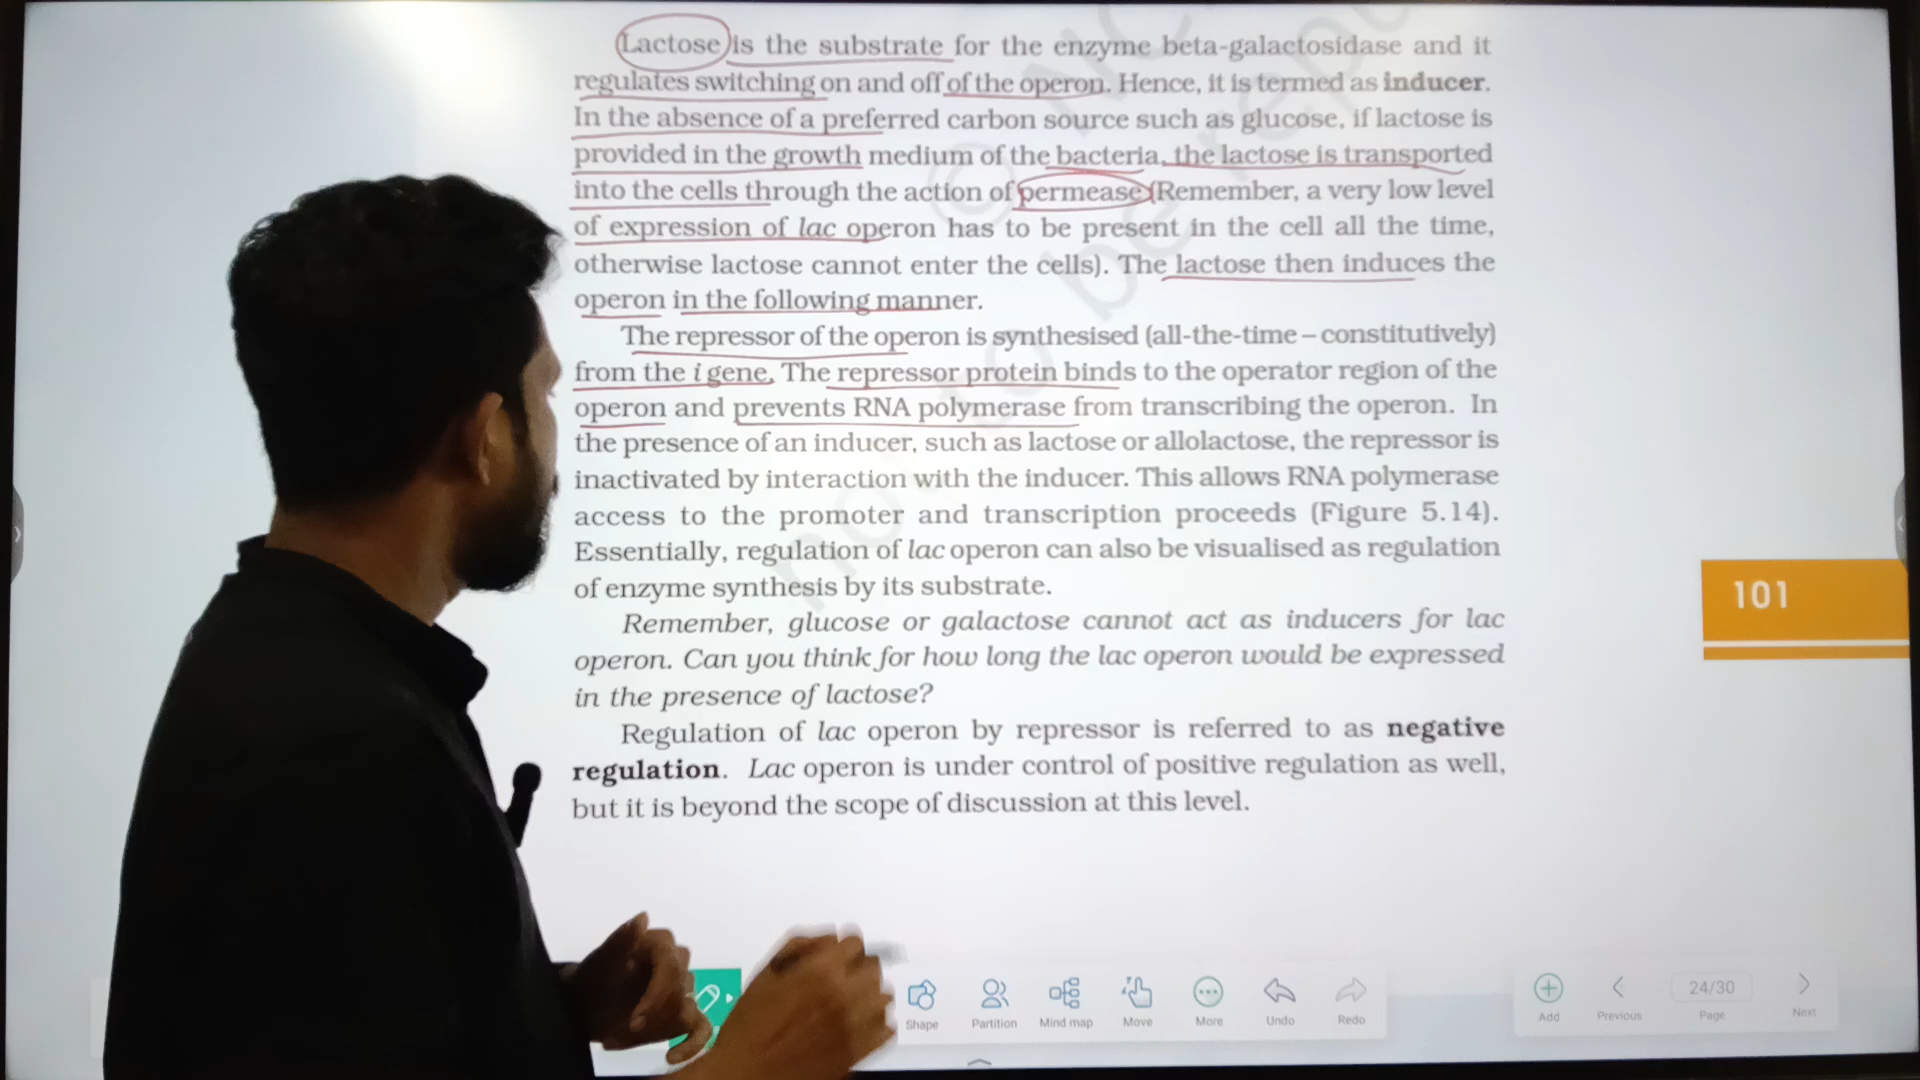 Lactose is the substrate for the enzyme beta-galactosidase and it
regulates switching on and off of the operon. Hence, it is termed as inducer.
In the absence of a preferred carbon source such as glucose, if lactose is
provided in the growth medium of the bacteria, the lactose is transported
into the cells through the action of permease (Remember, a very low level
of expression of lac operon has to be present in the cell all the time,
otherwise lactose cannot enter the cells). The lactose then induces the
operon in the following manner.
The repressor of the operon is synthesised (all-the-time – constitutively)
from the i gene. The repressor protein binds to the operator region of the
operon and prevents RNA polymerase from transcribing the operon. In
the presence of an inducer, such as lactose or allolactose, the repressor is
inactivated by interaction with the inducer. This allows RNA polymerase
access to the promoter and transcription proceeds (Figure 5.14).
Essentially, regulation of lac operon can also be visualised as regulation
of enzyme synthesis by its substrate.
101
Remember, glucose or galactose cannot act as inducers for lac
operon. Can you think for how long the lac operon would be expressed
in the presence of lactose?
Regulation of lac operon by repressor is referred to as negative
regulation. Lac operon is under control of positive regulation as well,
but it is beyond the scope of discussion at this level.
Shape Partition Mind map Move More Undo Redo
24/30
Add Previous Page Next